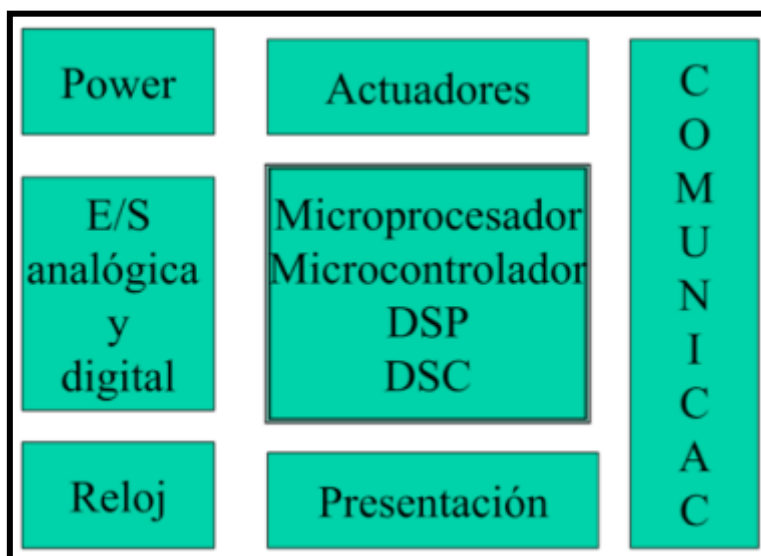 Power
Actuadores
E/S
analógica
y
digital
Microprocesador
Microcontrolador
DSP
DSC
Reloj
Presentación
C
O
M
U
N
I
C
A
C